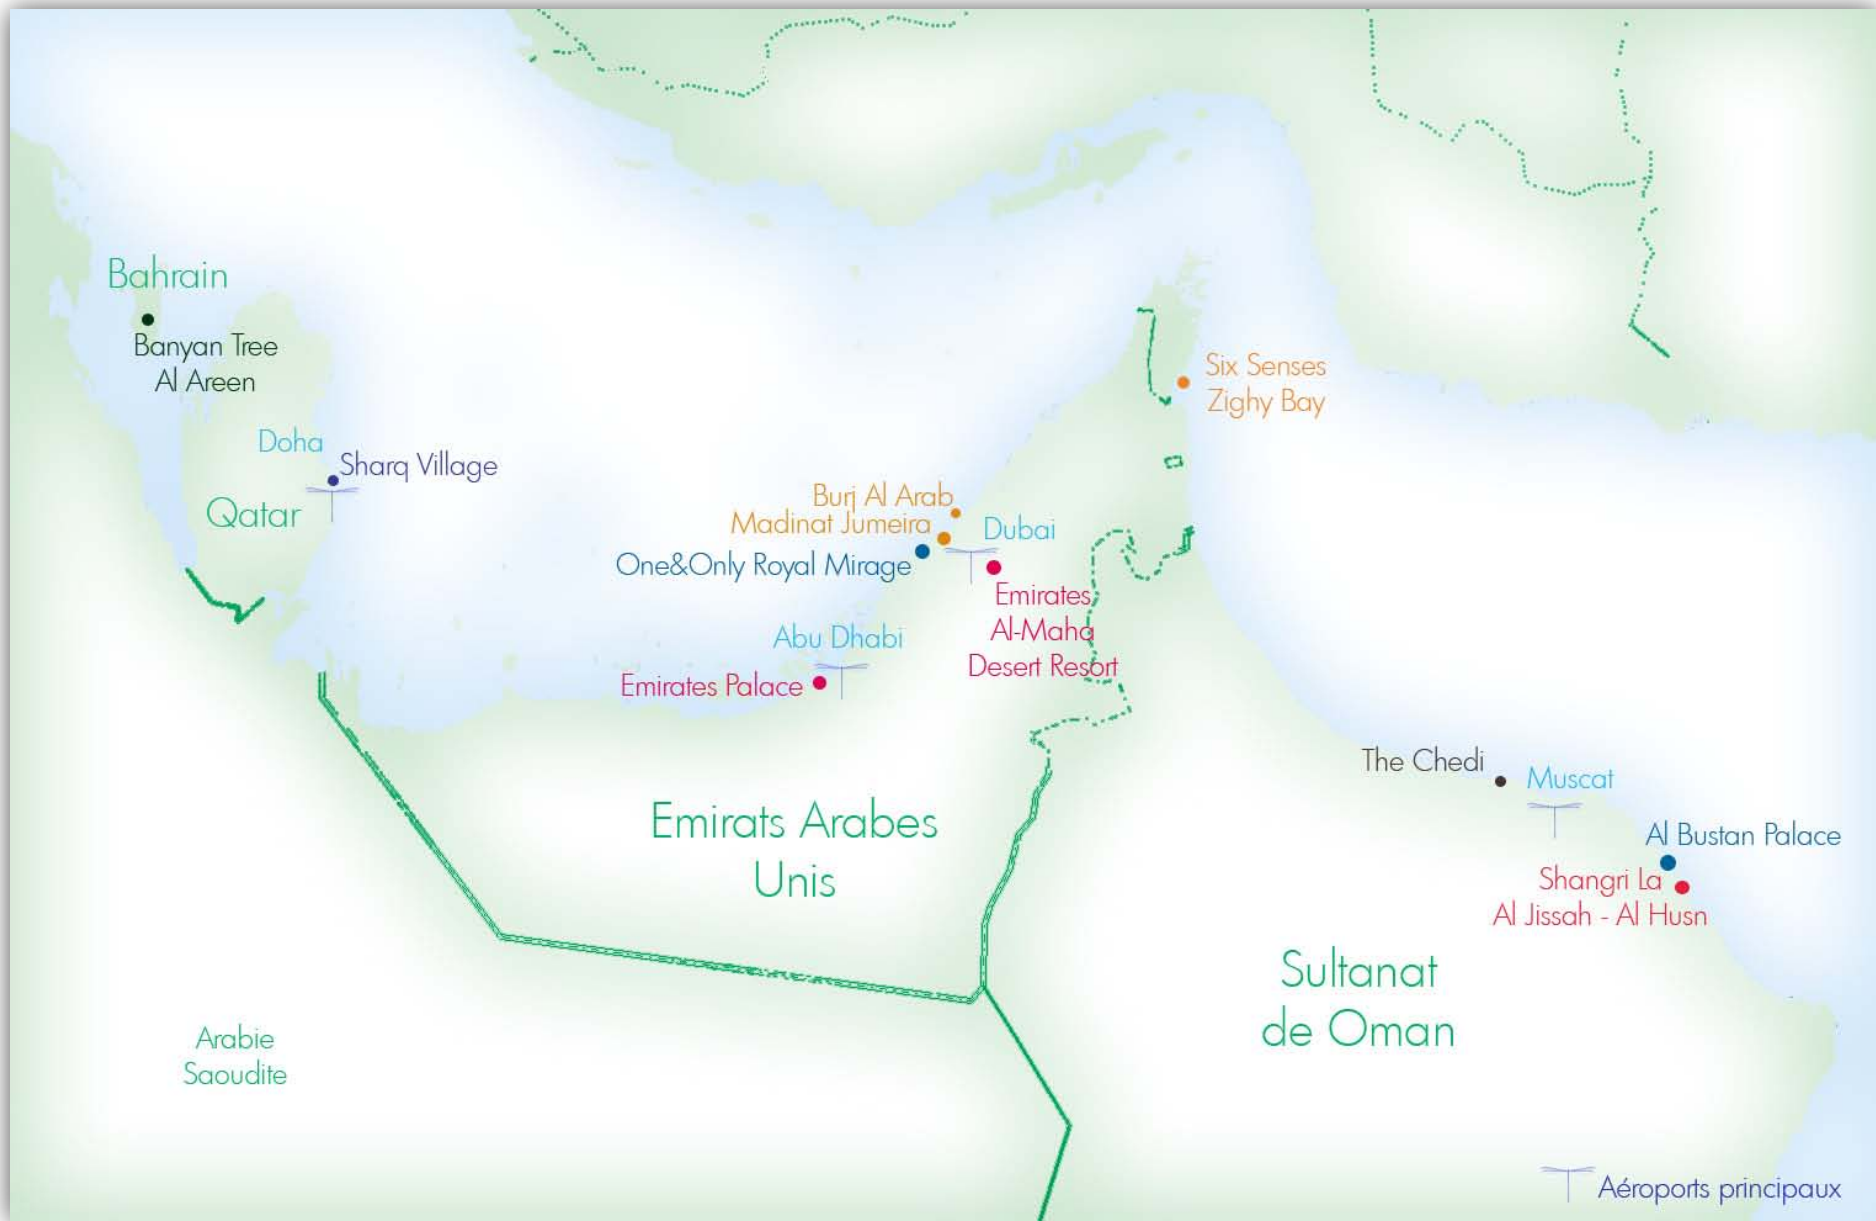 Bahrain
Banyan Tree
Al Areen
Six Senses
Zighy Bay
Doha
Sharq Village
Qatar
Burj Al Arab
Madinat Jumeira
Dubai
One&Only Royal Mirage
Emirates
Al-Maha
Desert Resort
Abu Dhabi
Emirates Palace
The Chedi
Muscat
Emirats Arabes
Unis
Al Bustan Palace
Shangri La
Al Jissah - Al Husn
Sultanat
de Oman
Arabie
Saoudite
Aéroports principaux